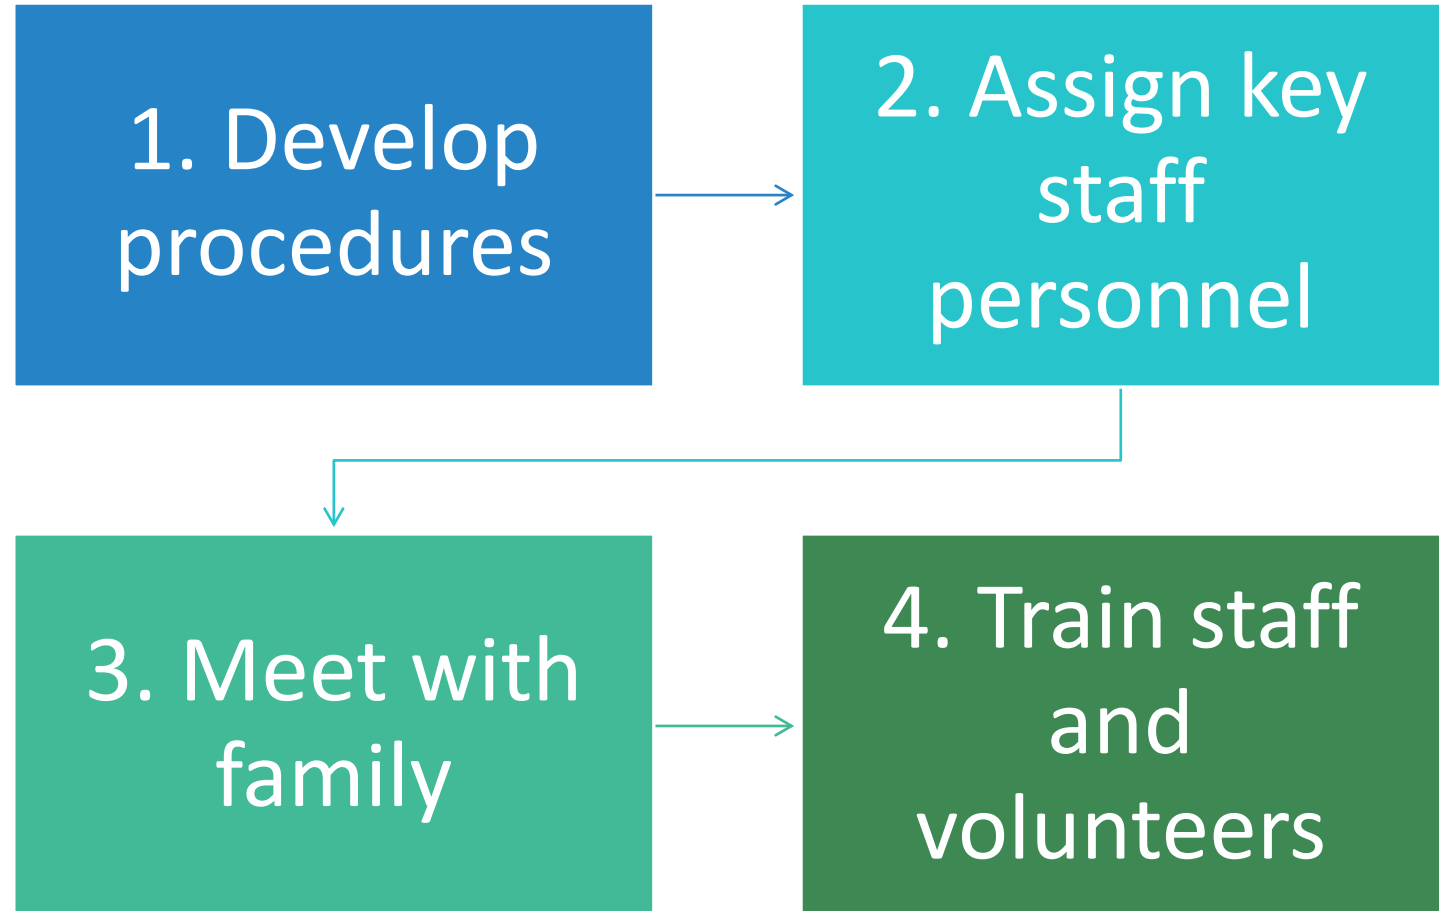 1. Develop
procedures
2. Assign key
staff
personnel
3. Meet with
family
4. Train staff
and
volunteers